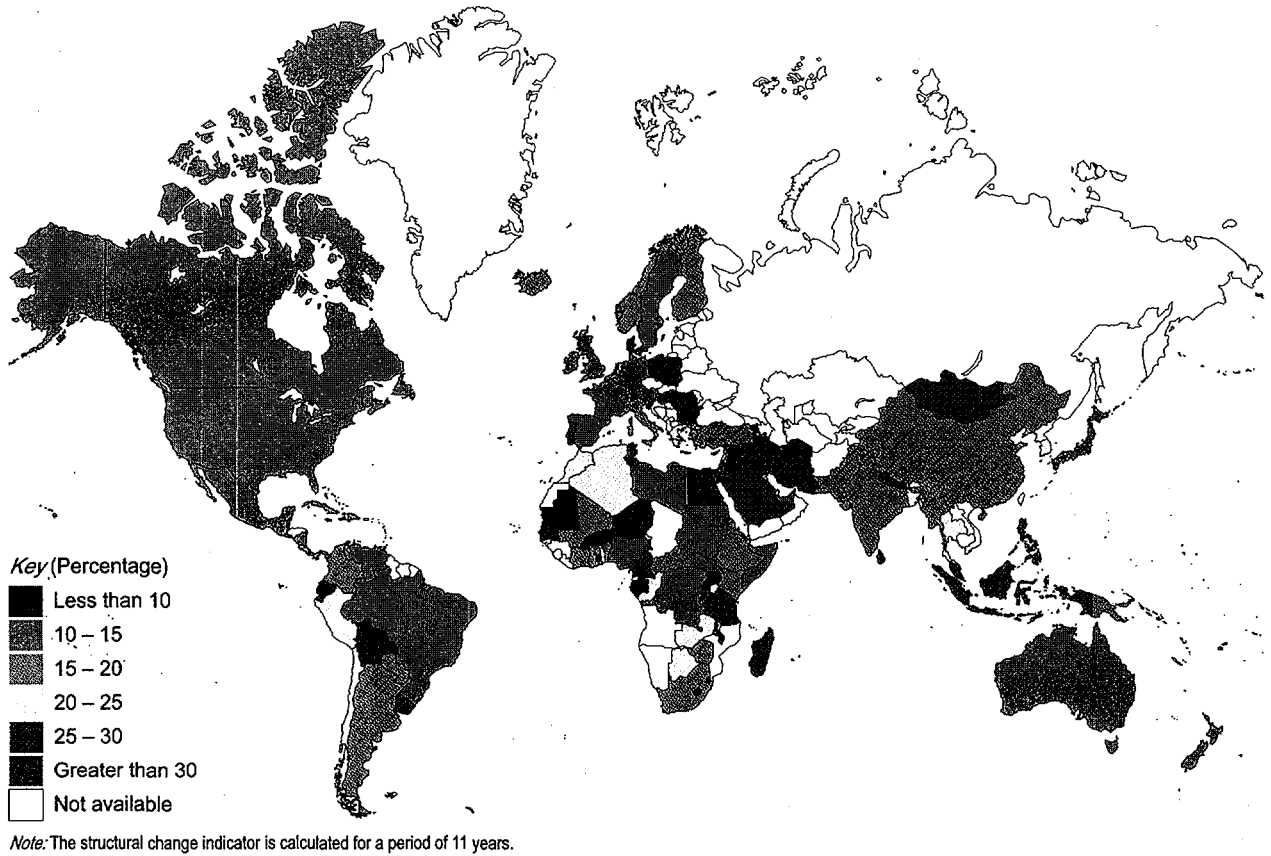 Key (Percentage)
Less than 10
10 – 15
15 – 20
20 – 25
25 – 30
Greater than 30
Not available
Note: The structural change indicator is calculated for a period of 11 years.